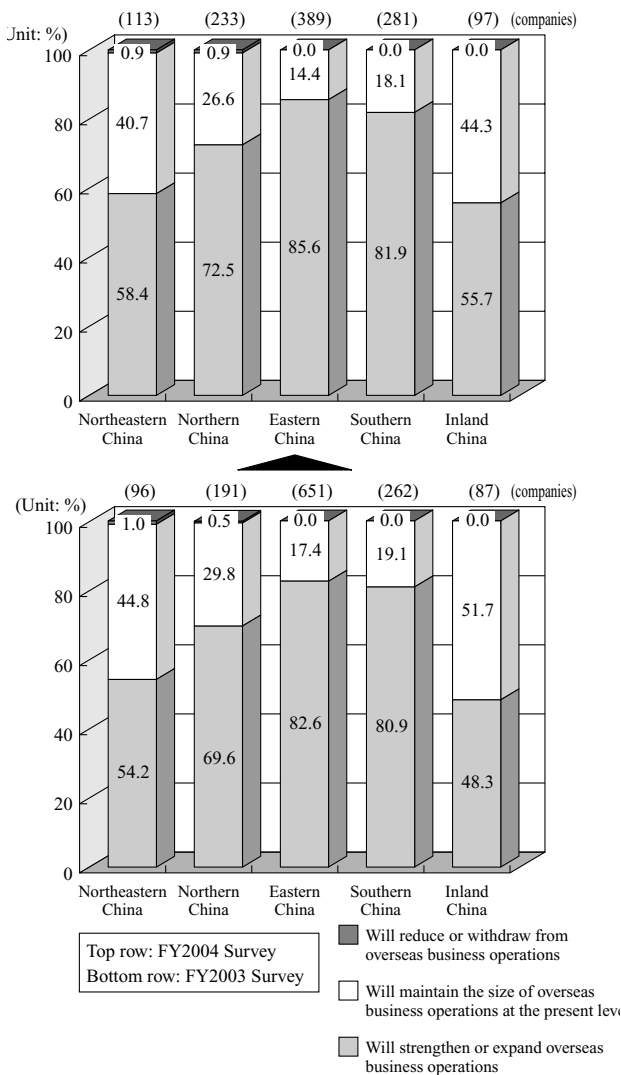 (113) (233) (389) (281) (97) (companies)
Unit: %)
100
80
60
40
20
0
0.9 0.9 0.0 0.0 0.0
40.7 26.6 14.4 18.1 44.3
58.4 72.5 85.6 81.9 55.7
Northeastern China
Northern China
Eastern China
Southern China
Inland China
(96) (191) (651) (262) (87) (companies)
(Unit: %)
100
80
60
40
20
0
1.0 0.5 0.0 0.0 0.0
44.8 29.8 17.4 19.1 51.7
54.2 69.6 82.6 80.9 48.3
Northeastern China
Northern China
Eastern China
Southern China
Inland China
Top row: FY2004 Survey
Bottom row: FY2003 Survey
Will reduce or withdraw from
overseas business operations
Will maintain the size of overseas
business operations at the present leve
Will strengthen or expand overseas
business operations